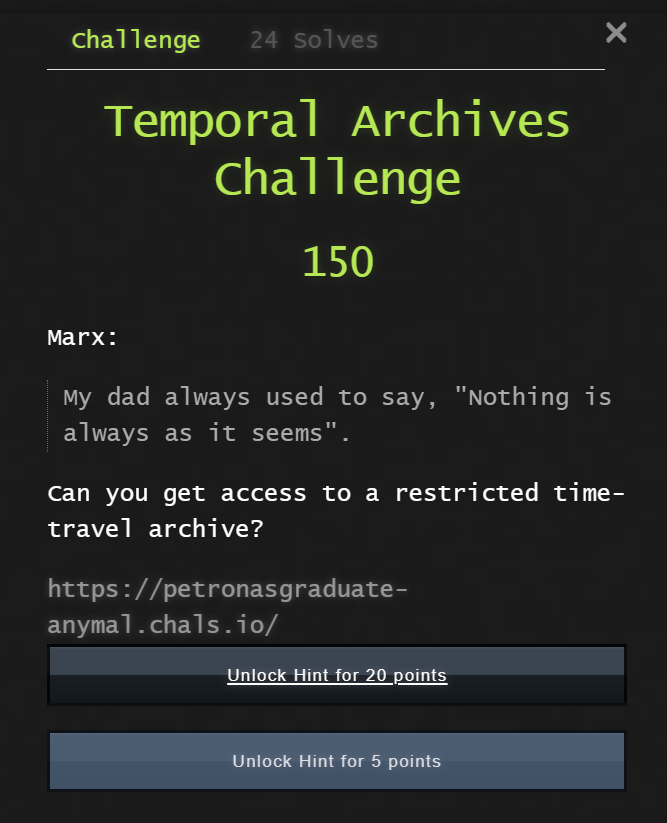 Challenge 24 Solves
Temporal Archives
Challenge
150
Marx:
My dad always used to say, "Nothing is
always as it seems".
Can you get access to a restricted time-
travel archive?
https://petronasgraduate-
anymal.chals.io/
Unlock Hint for 20 points
Unlock Hint for 5 points